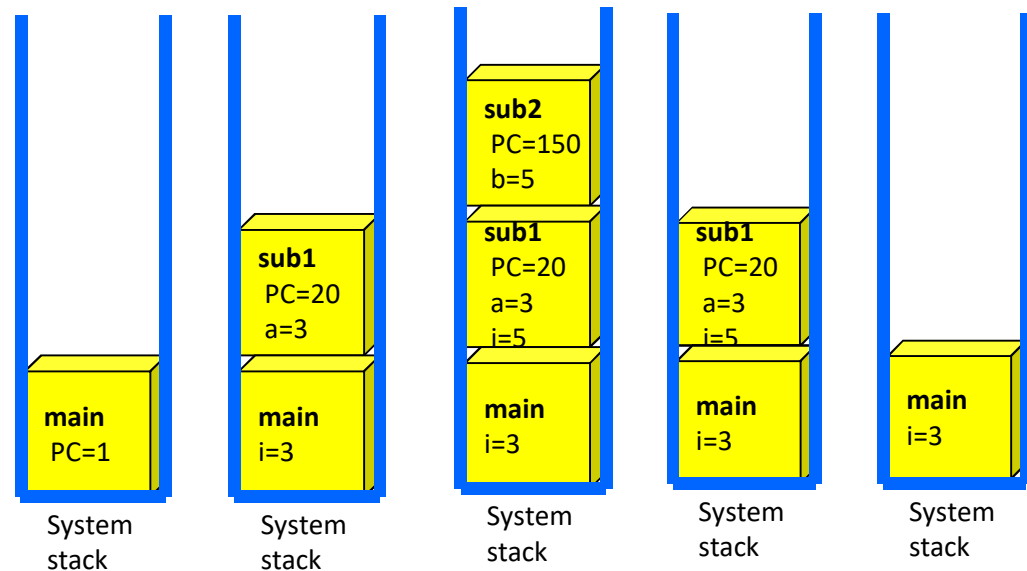 main
PC=1
System
stack
sub1
PC=20
a=3
main
i=3
System
stack
sub2
PC=150
b=5
sub1
PC=20
a=3
i=5
main
i=3
System
stack
sub1
PC=20
a=3
i=5
main
i=3
System
stack
main
i=3
System
stack